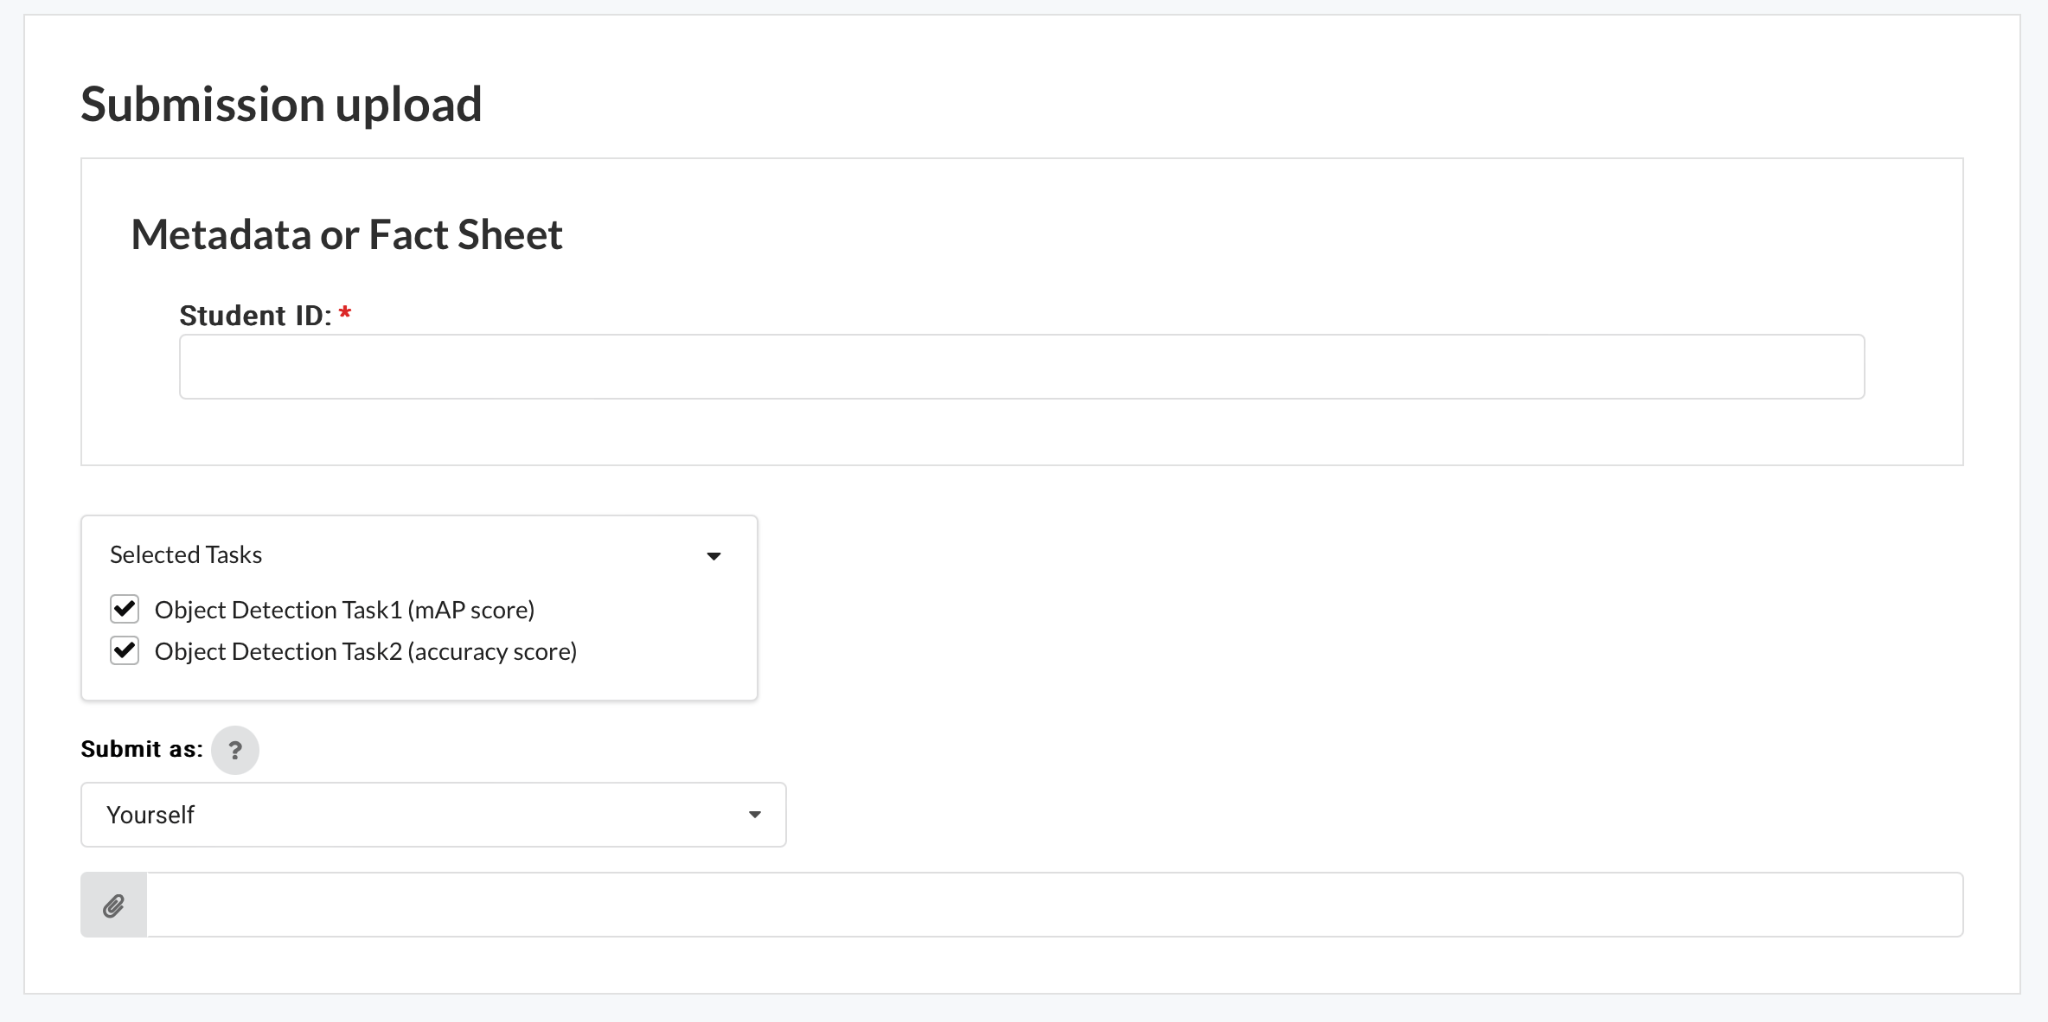 Submission upload
Metadata or Fact Sheet
Student ID: *
Selected Tasks
Object Detection Task1 (mAP score)
Object Detection Task2 (accuracy score)
Submit as: ?
Yourself